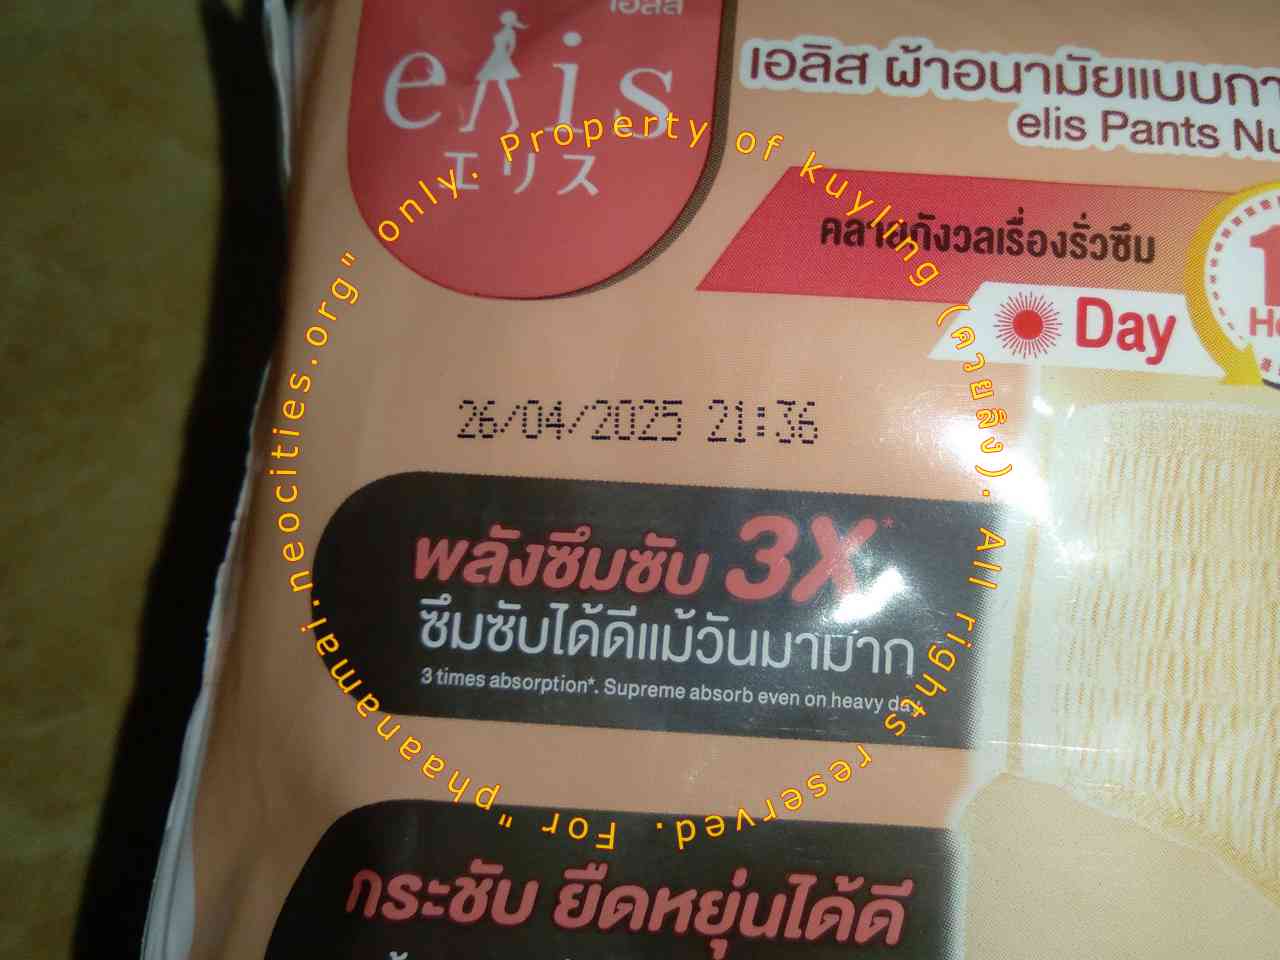 elis
エリス
เอลิส ผ้าอนามัยแบบกา
elis Pants Nu
คลายกังวลเรื่องรั่วซึม
Day
26/04/2025 21:36
พลังซึมซับ 3X*
ซึมซับได้ดีแม้วันมามาก
3 times absorption*. Supreme absorb even on heavy day.
กระชับ ยืดหยุ่นได้ดี
Property of kuyling (ควยลิง). All rights reserved. For "phaanamai.neocities.org" only.